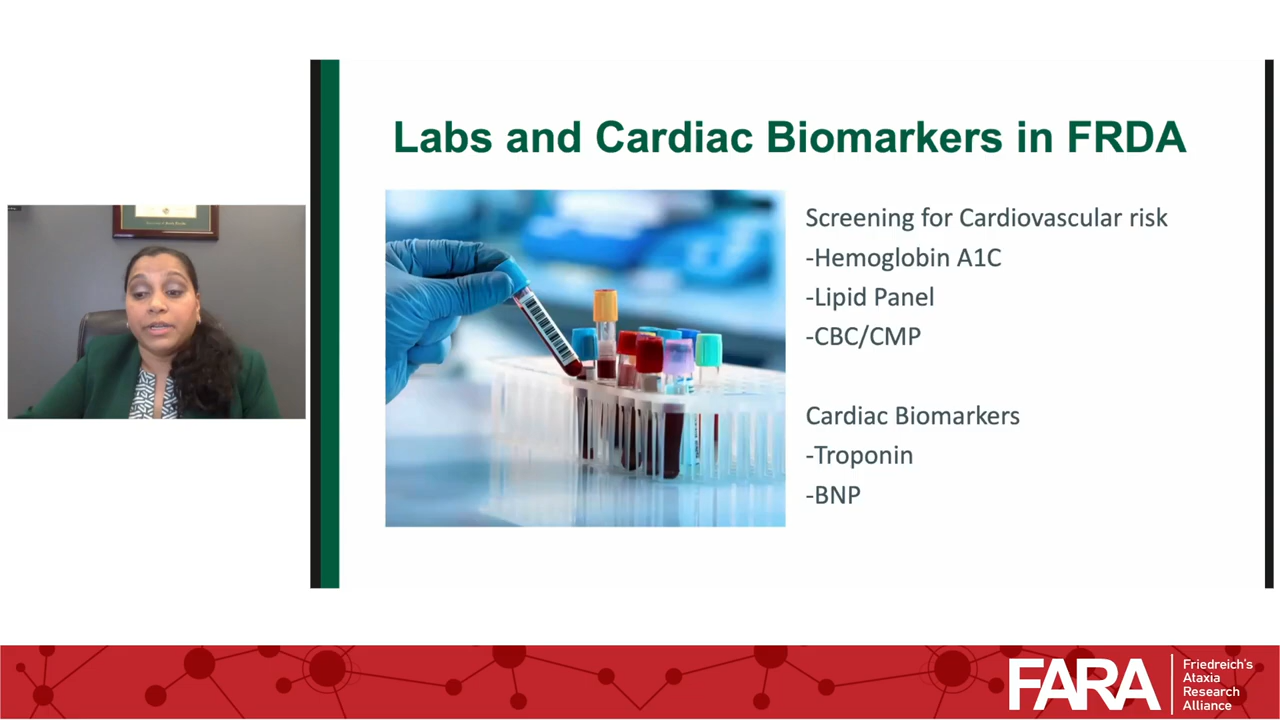 Labs and Cardiac Biomarkers in FRDA
Screening for Cardiovascular risk
-Hemoglobin A1C
-Lipid Panel
-CBC/CMP
Cardiac Biomarkers
-Troponin
-BNP
FARA
Friedreich's
Ataxia
Research
Alliance